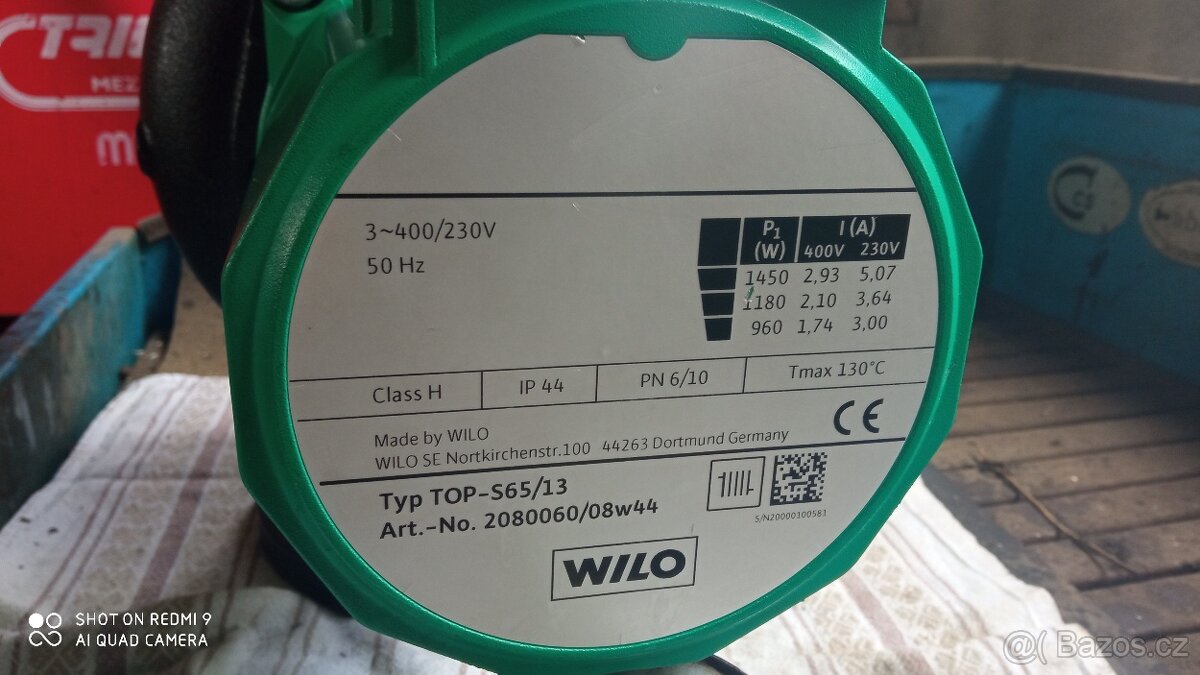 MEZ
3~400/230V
50 Hz
P1 (W) I (A)
400V 230V
1450 2,93 5,07
1180 2,10 3,64
960 1,74 3,00
Class H IP 44 PN 6/10 Tmax 130°C
Made by WILO
WILO SE Nortkirchenstr.100 44263 Dortmund Germany
CE
Typ TOP-S65/13
Art.-No. 2080060/08w44
S/N20000100581
WILO
SHOT ON REDMI 9
AI QUAD CAMERA
@( Bazos.cz